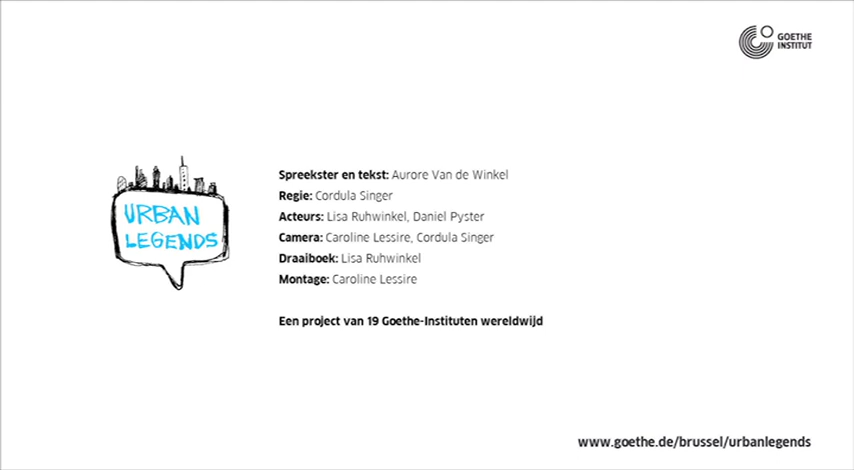 GOETHE
INSTITUT
URBAN
LEGENDS
Spreekster en tekst: Aurore Van de Winkel
Regie: Cordula Singer
Acteurs: Lisa Ruhwinkel, Daniel Pyster
Camera: Caroline Lessire, Cordula Singer
Draaiboek: Lisa Ruhwinkel
Montage: Caroline Lessire
Een project van 19 Goethe-Instituten wereldwijd
www.goethe.de/brussel/urbanlegends